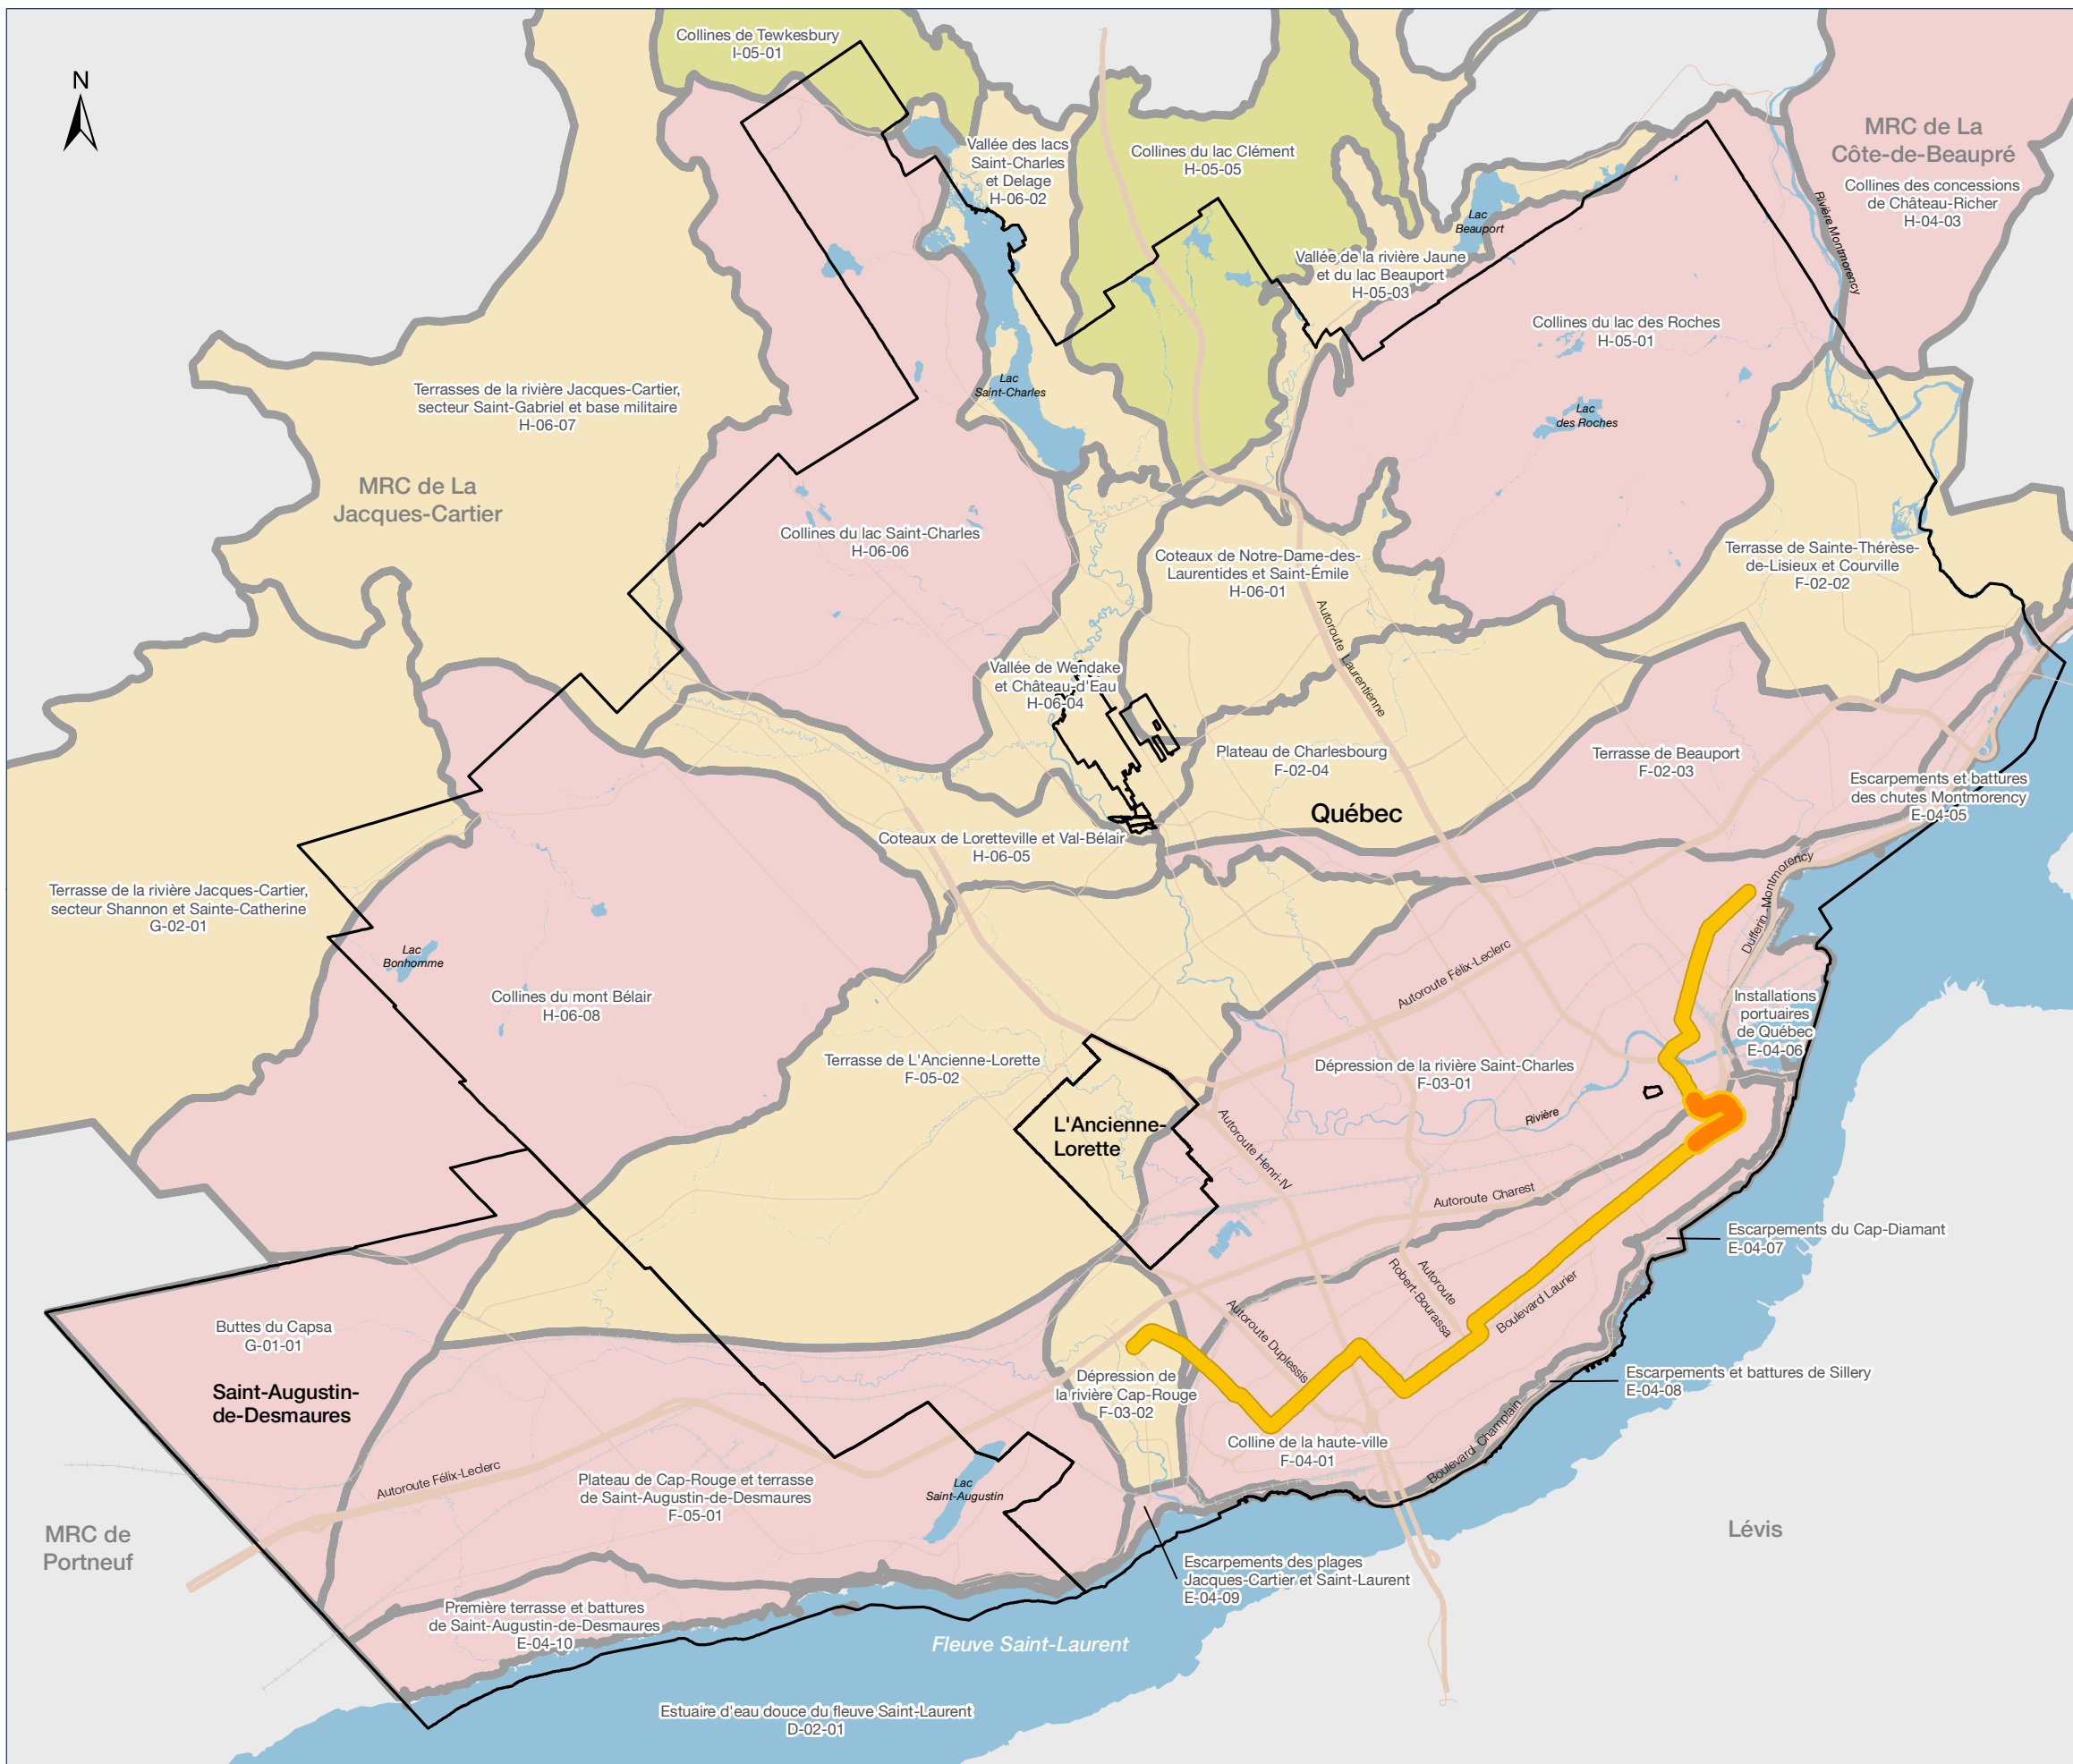 Collines de Tewkesbury
I-05-01
N
Vallée des lacs
Saint-Charles
et Delage
H-06-02
Collines du lac Clément
H-05-05
MRC de La
Côte-de-Beaupré
Collines des concessions
de Château-Richer
H-04-03
Lac
Beauport
Rivière Montmorency
Vallée de la rivière Jaune
et du lac Beauport
H-05-03
Collines du lac des Roches
H-05-01
Lac
Saint-Charles
Terrasses de la rivière Jacques-Cartier,
secteur Saint-Gabriel et base militaire
H-06-07
Lac
des Roches
MRC de La
Jacques-Cartier
Collines du lac Saint-Charles
H-06-06
Coteaux de Notre-Dame-des-
Laurentides et Saint-Émile
H-06-01
Terrasse de Sainte-Thérèse-
de-Lisieux et Courville
F-02-02
Autoroute Laurentienne
Vallée de Wendake
et Château-d'Eau
H-06-04
Plateau de Charlesbourg
F-02-04
Terrasse de Beauport
F-02-03
Escarpements et battures
des chutes Montmorency
E-04-05
Québec
Coteaux de Loretteville et Val-Bélair
H-06-05
Dufferin-Montmorency
Terrasse de la rivière Jacques-Cartier,
secteur Shannon et Sainte-Catherine
G-02-01
Lac
Bonhomme
Autoroute Félix-Leclerc
Collines du mont Bélair
H-06-08
Installations
portuaires
de Québec
E-04-06
Terrasse de L'Ancienne-Lorette
F-05-02
Dépression de la rivière Saint-Charles
F-03-01
Rivière
L'Ancienne-
Lorette
Autoroute Henri-IV
Autoroute Charest
Escarpements du Cap-Diamant
E-04-07
Autoroute
Robert-Bourassa
Boulevard Laurier
Autoroute Duplessis
Buttes du Capsa
G-01-01
Saint-Augustin-
de-Desmaures
Dépression de
la rivière Cap-Rouge
F-03-02
Escarpements et battures de Sillery
E-04-08
Boulevard Champlain
Colline de la haute-ville
F-04-01
Autoroute Félix-Leclerc
Plateau de Cap-Rouge et terrasse
de Saint-Augustin-de-Desmaures
F-05-01
Lac
Saint-Augustin
MRC de
Portneuf
Lévis
Escarpements des plages
Jacques-Cartier et Saint-Laurent
E-04-09
Première terrasse et battures
de Saint-Augustin-de-Desmaures
E-04-10
Fleuve Saint-Laurent
Estuaire d'eau douce du fleuve Saint-Laurent
D-02-01